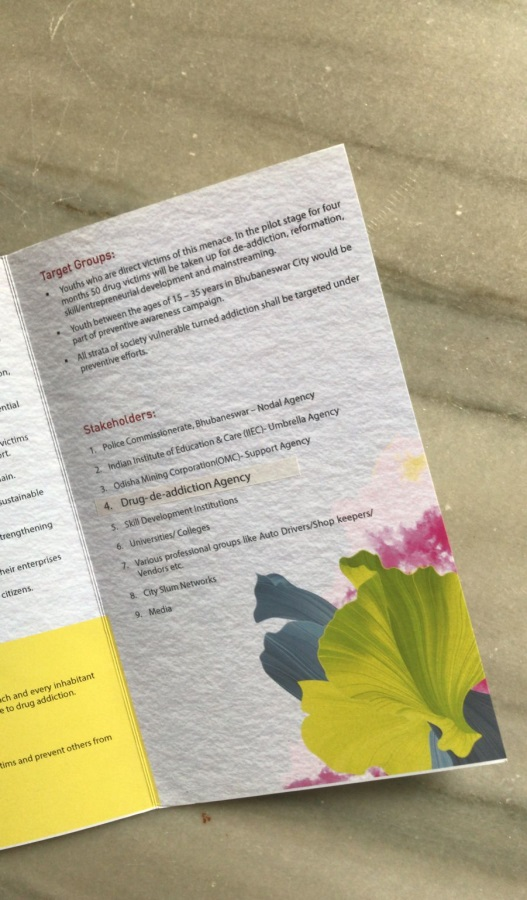 on,
ential
victims
rt.
ain.
sustainable
trengthening
heir enterprises
citizens.
ch and every inhabitant
e to drug addiction.
tims and prevent others from
Target Groups:
• Youths who are direct victims of this menace. In the pilot stage for four
months 50 drug victims will be taken up for de-addiction, reformation,
skill/entrepreneurial development and mainstreaming.
• Youth between the ages of 15 – 35 years in Bhubaneswar City would be
part of preventive awareness campaign.
• All strata of society vulnerable turned addiction shall be targeted under
preventive efforts.
Stakeholders:
1. Police Commissionerate, Bhubaneswar – Nodal Agency
2. Indian Institute of Education & Care (IIEC)- Umbrella Agency
3. Odisha Mining Corporation(OMC)- Support Agency
4. Drug-de-addiction Agency
5. Skill Development Institutions
6. Universities/ Colleges
7. Various professional groups like Auto Drivers/Shop keepers/
Vendors etc.
8. City Slum Networks
9. Media